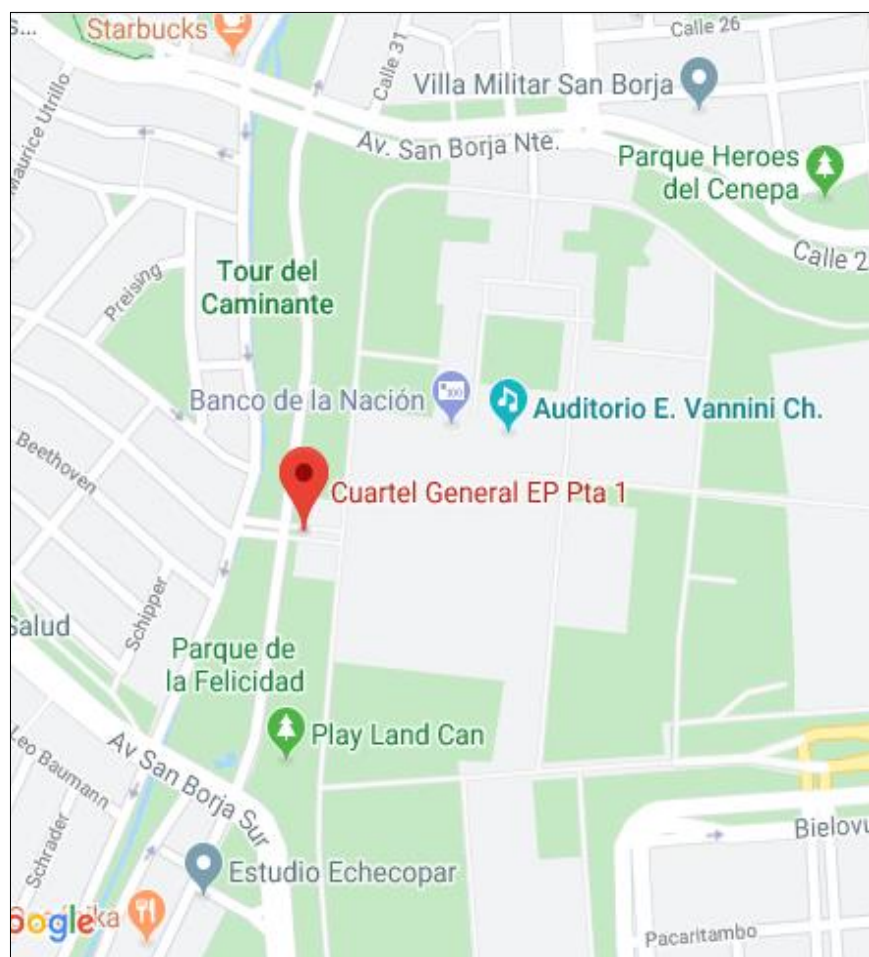 Starbucks
Calle 26
Calle 31
Villa Militar San Borja
Maurice Utrillo
Av. San Borja Nte.
Parque Heroes
del Cenepa
Calle 2
Tour del
Caminante
Preising
Banco de la Nación
Auditorio E. Vannini Ch.
Beethoven
Cuartel General EP Pta 1
Schipper
Salud
Parque de
la Felicidad
Play Land Can
Av San Borja Sur
Leo Baumann
Schrader
Bielovu
Estudio Echecopar
oogle
Pacaritambo